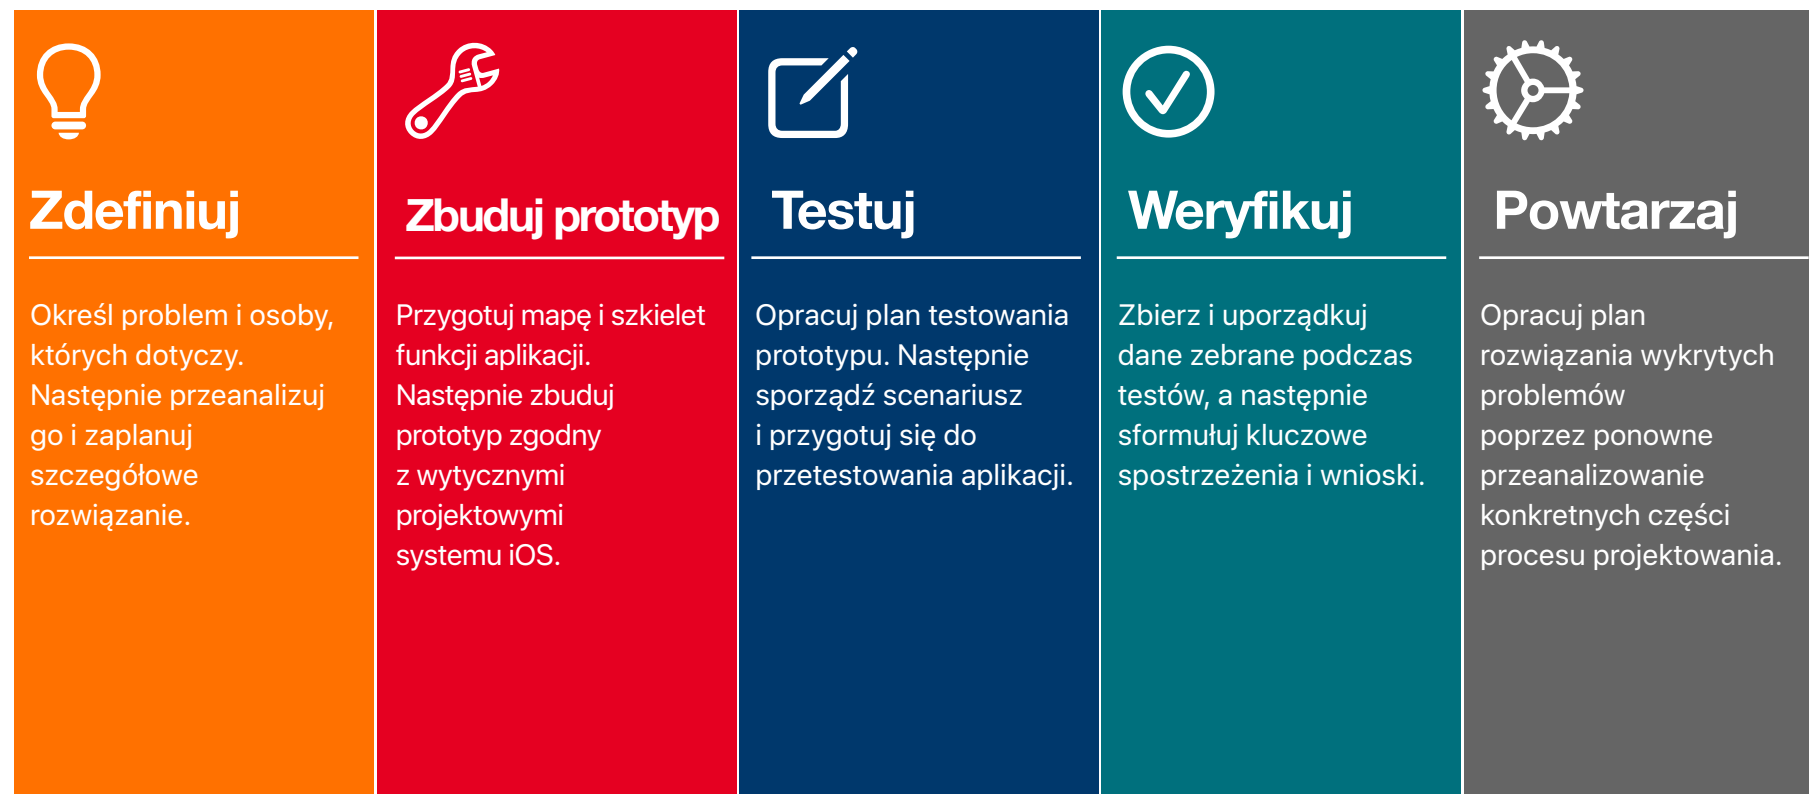 Zdefiniuj
Określ problem i osoby,
których dotyczy.
Następnie przeanalizuj
go i zaplanuj
szczegółowe
rozwiązanie.
Zbuduj prototyp
Przygotuj mapę i szkielet
funkcji aplikacji.
Następnie zbuduj
prototyp zgodny
z wytycznymi
projektowymi
systemu iOS.
Testuj
Opracuj plan testowania
prototypu. Następnie
sporządź scenariusz
i przygotuj się do
przetestowania aplikacji.
Weryfikuj
Zbierz i uporządkuj
dane zebrane podczas
testów, a następnie
sformułuj kluczowe
spostrzeżenia i wnioski.
Powtarzaj
Opracuj plan
rozwiązania wykrytych
problemów
poprzez ponowne
przeanalizowanie
konkretnych części
procesu projektowania.